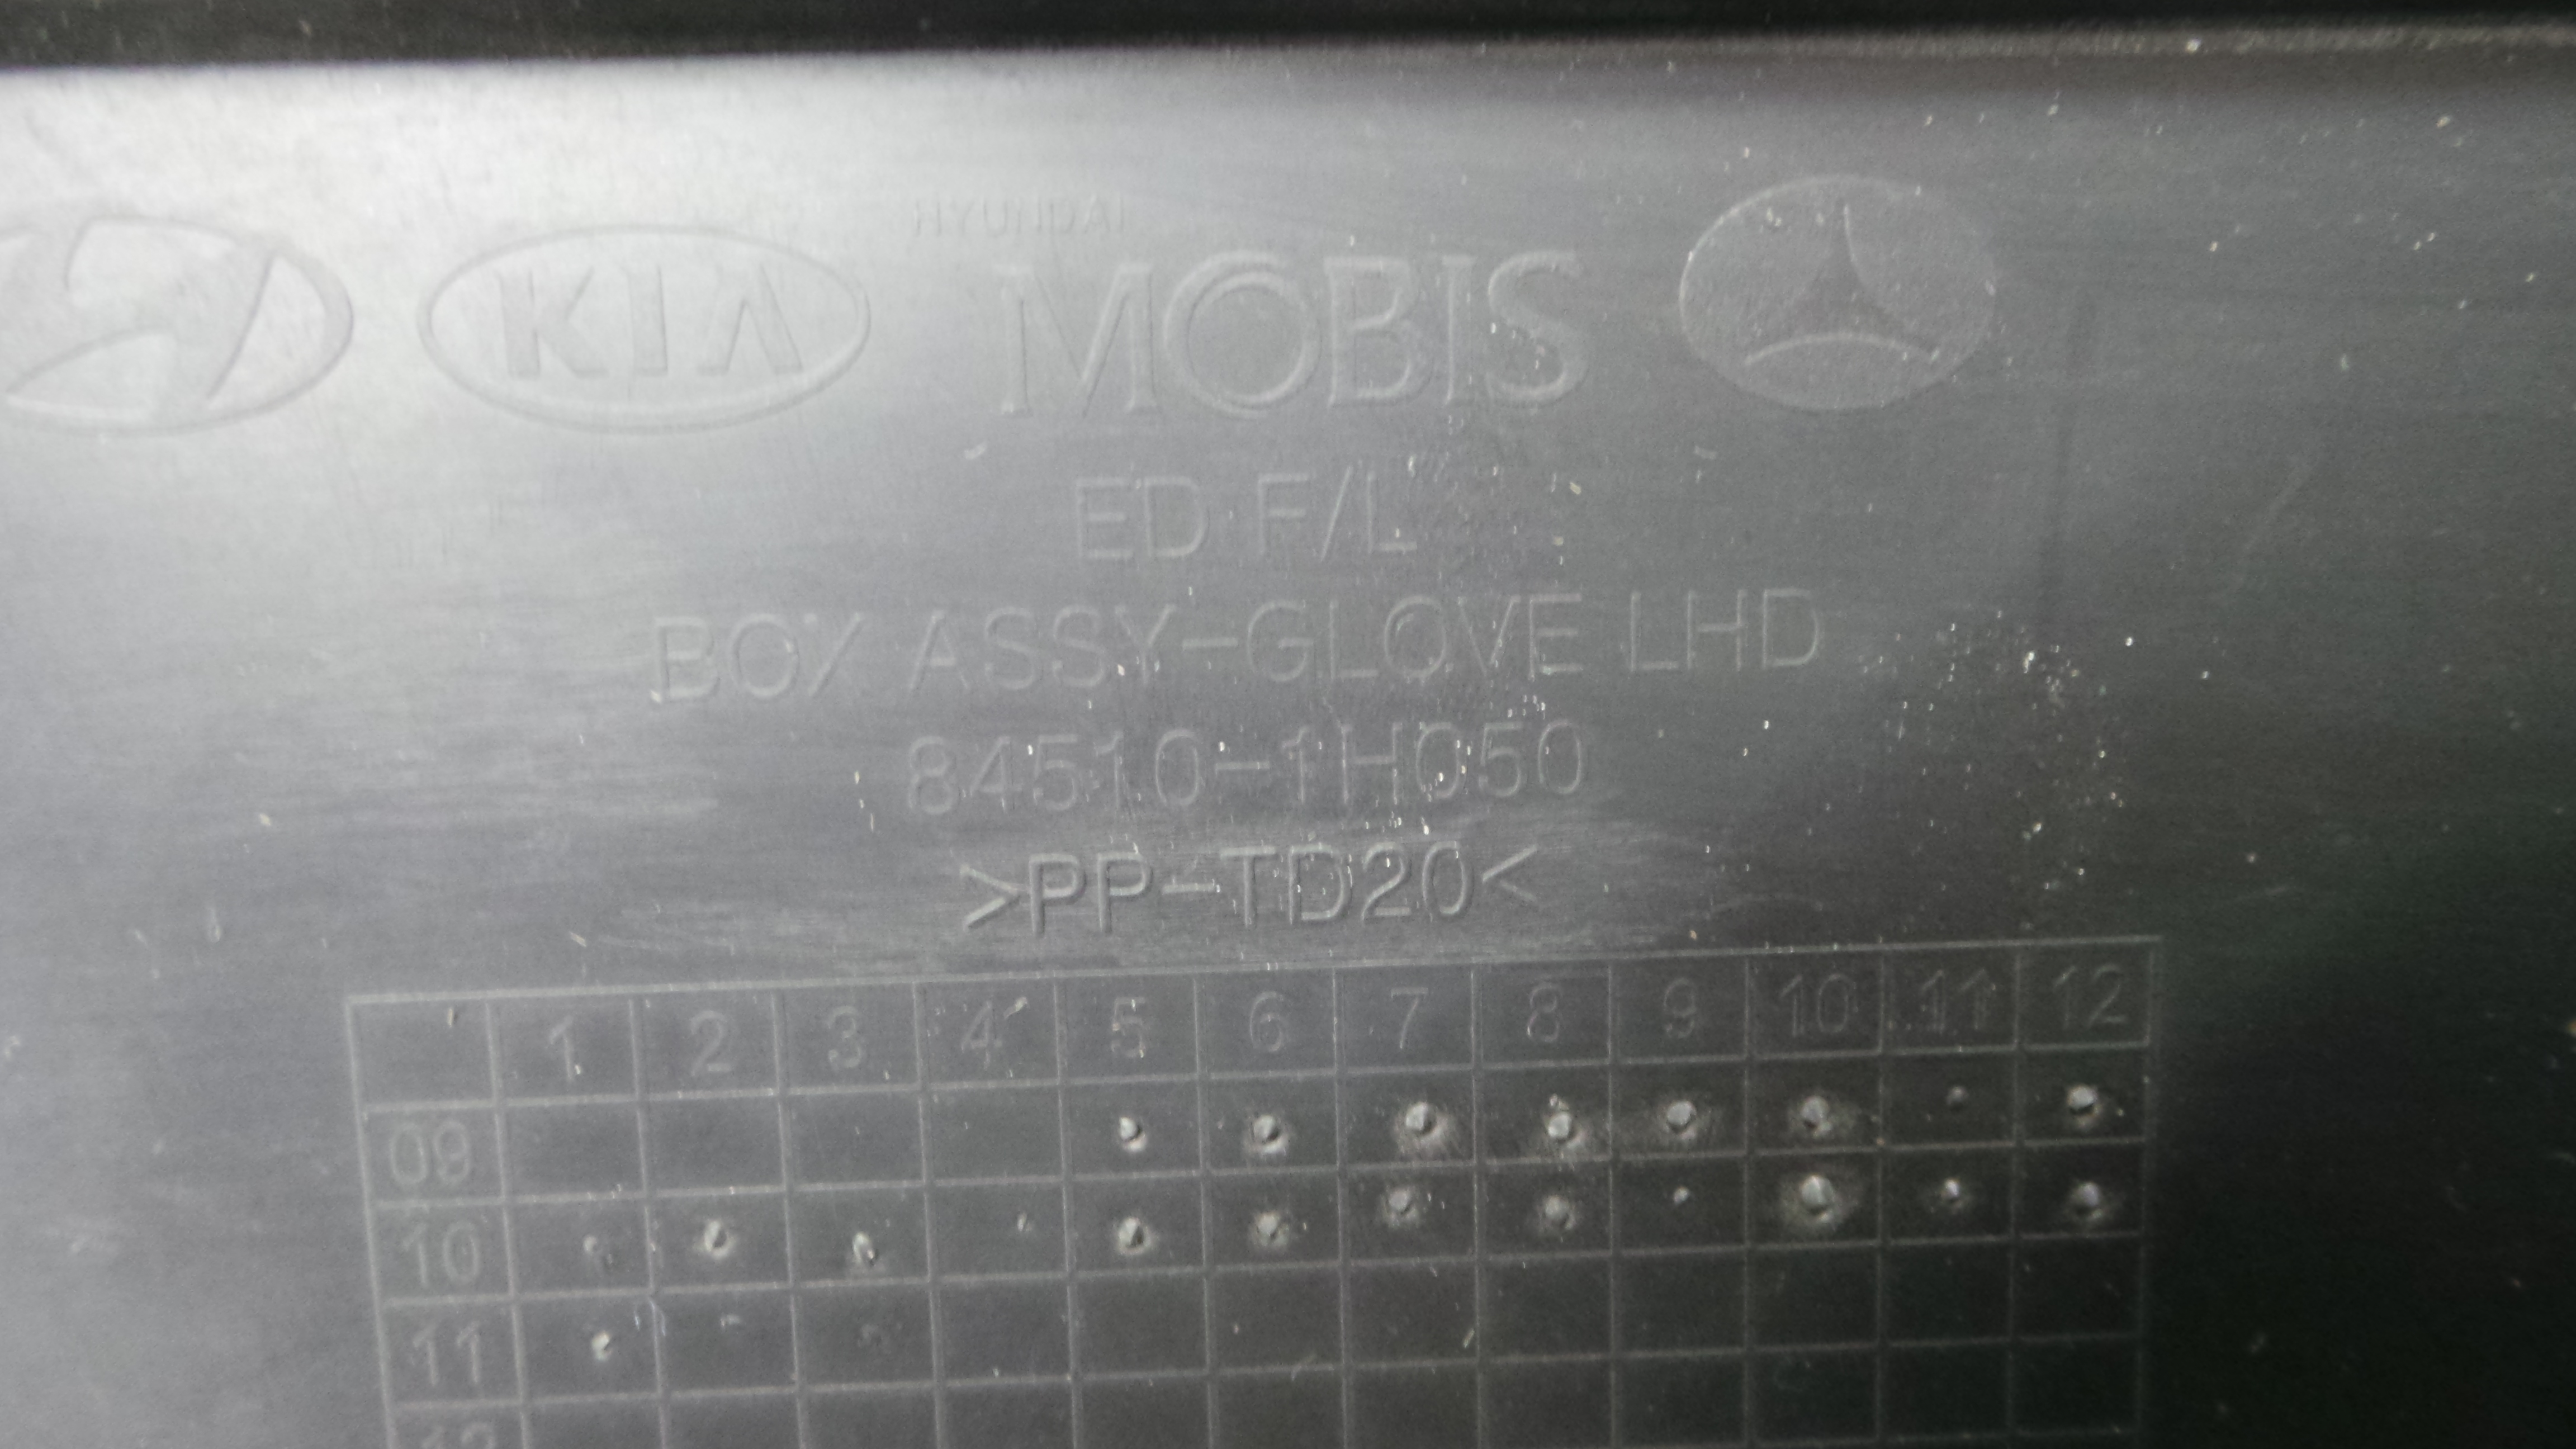 KIA
HYUNDAI
MOBIS
ED F/L
BOX ASSY-GLOVE LHD
84510-1H050
>PP-TD20<
1 2 3 4 5 6 7 8 9 10 11 12
09
10
11